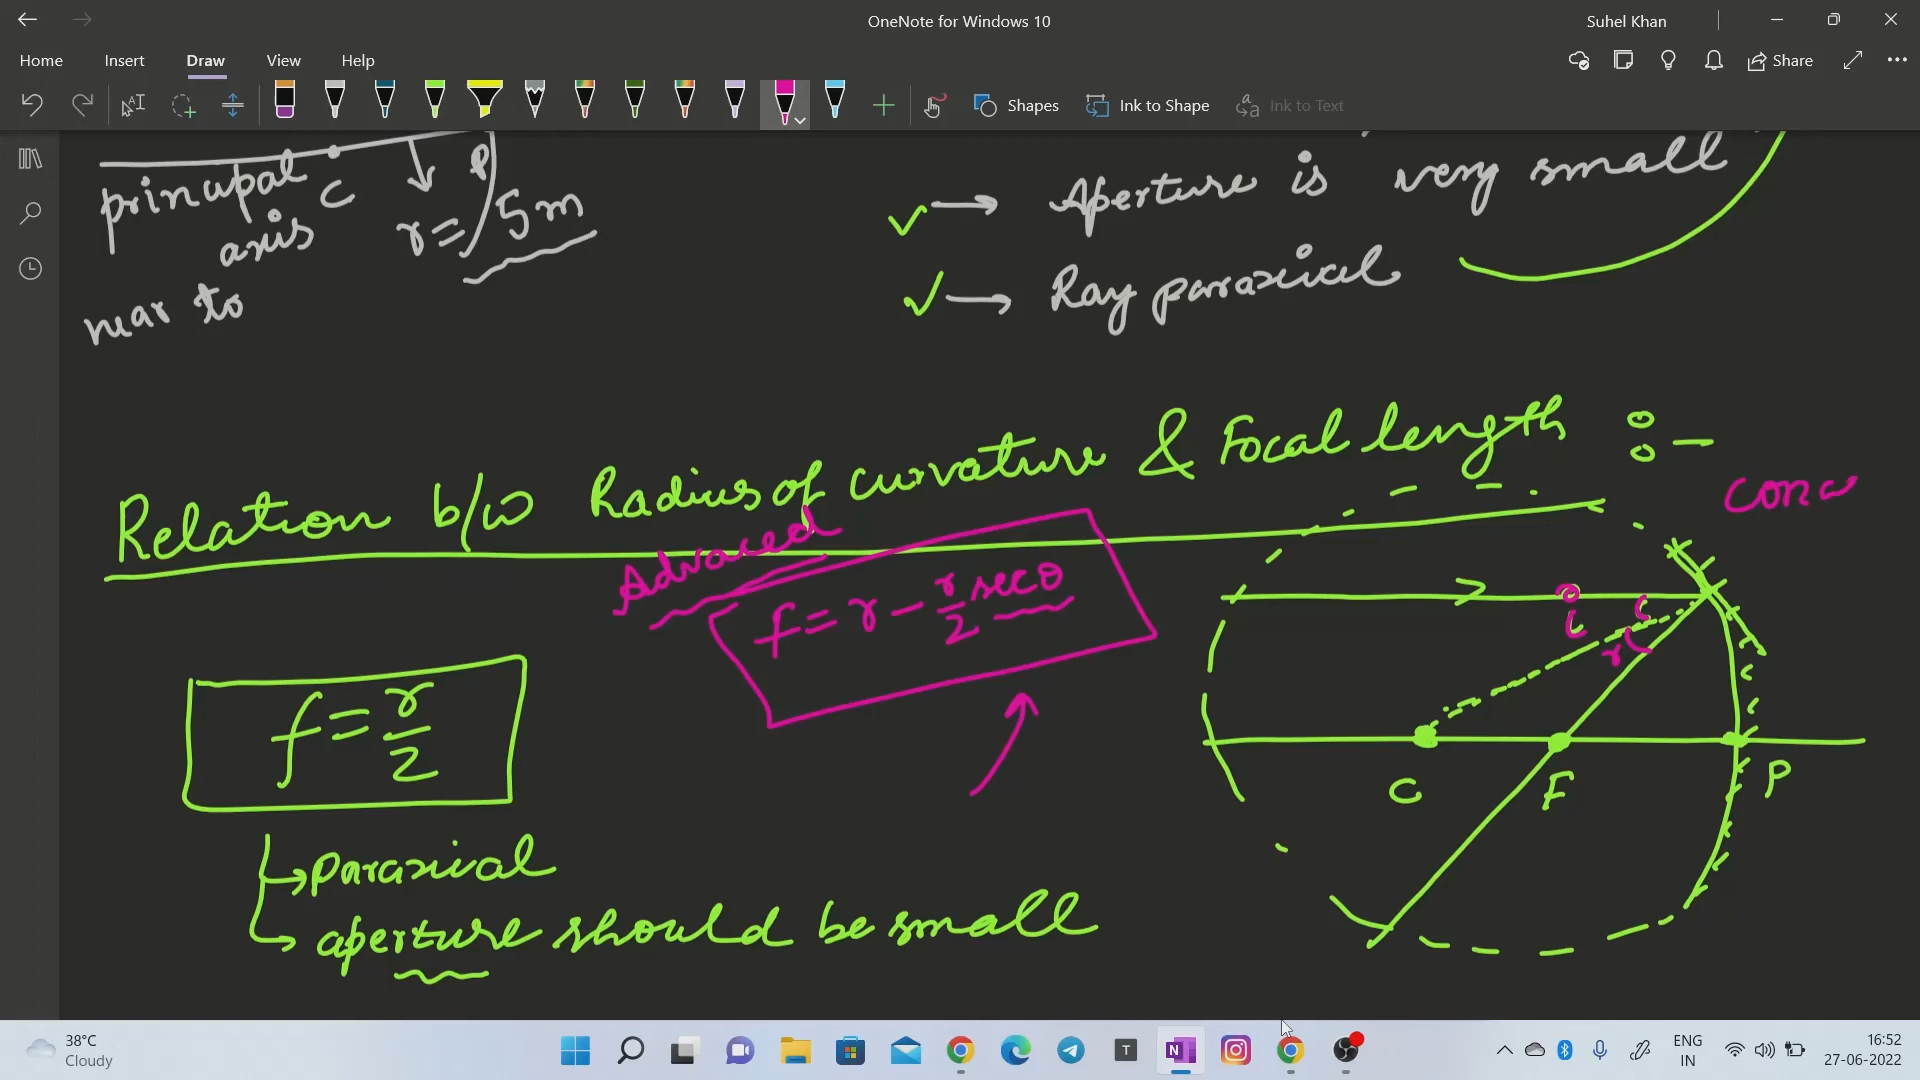 OneNote for Windows 10
Suhel Khan
Home Insert Draw View Help
Share
Shapes Ink to Shape Ink to Text
principal
axis
near to
C P
r = 5m
→ Aperture is very small
→ Ray paraxial
Relation b/w Radius of curvature & Focal length :-
Conc
Advaced
f = r - r/2 secθ
f = r/2
→ paraxial
→ aperture should be small
i
r
C F P
38°C
Cloudy
ENG
IN
16:52
27-06-2022